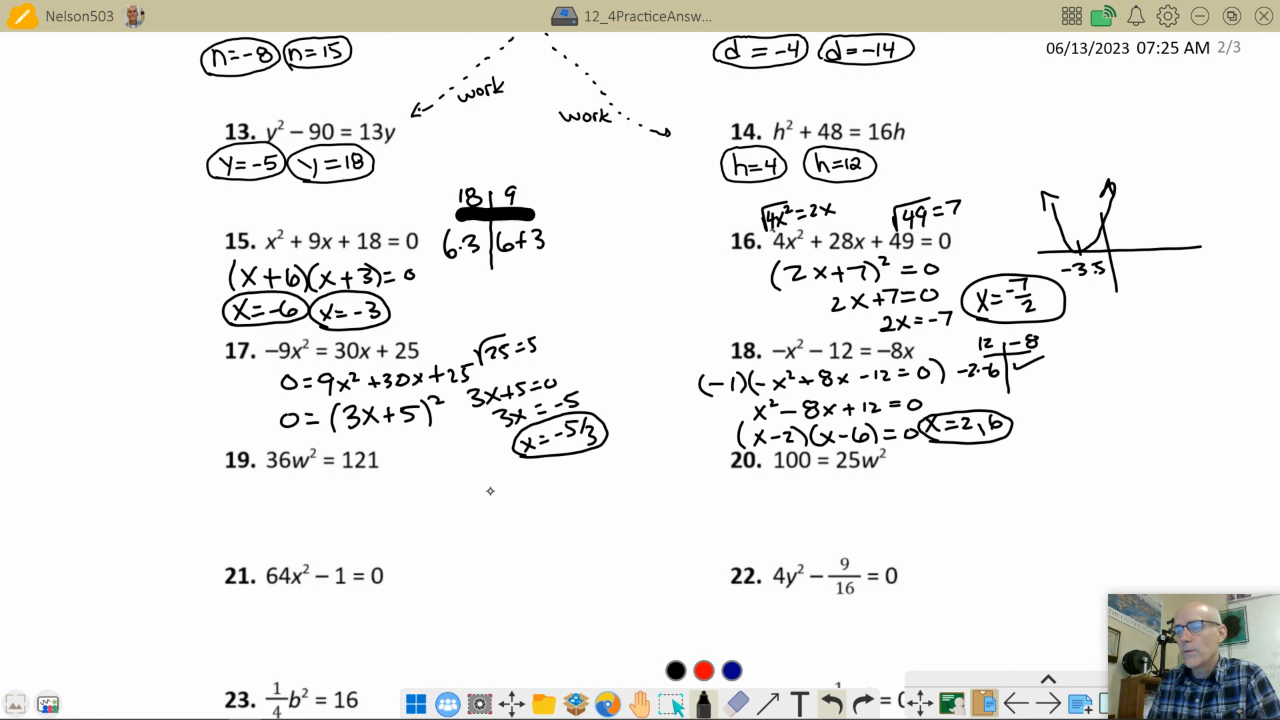 Nelson503
12_4PracticeAnsw...
06/13/2023 07:25 AM 2/3
n=-8 n=15
d = -4 d = -14
work
work
13. y² – 90 = 13y
y=-5 y=18
14. h² + 48 = 16h
h=4 h=12
18 9
6·3 6+3
15. x² + 9x + 18 = 0
(x+6)(x+3)=0
x=-6 x=-3
√4x² = 2x √49 = 7
16. 4x² + 28x + 49 = 0
(2x+7)² = 0
2x+7=0
2x=-7
x=-7/2
-3.5
17. –9x² = 30x + 25
√25 = 5
0=9x²+30x+25
0=(3x+5)²
3x+5=0
3x=-5
x=-5/3
18. –x² – 12 = –8x
12 -8
-2·-6 ✓
(-1)(-x²+8x-12=0)
x²-8x+12=0
(x-2)(x-6)=0
x=2,6
19. 36w² = 121
20. 100 = 25w²
21. 64x² – 1 = 0
22. 4y² – 9/16 = 0
23. 1/4 b² = 16